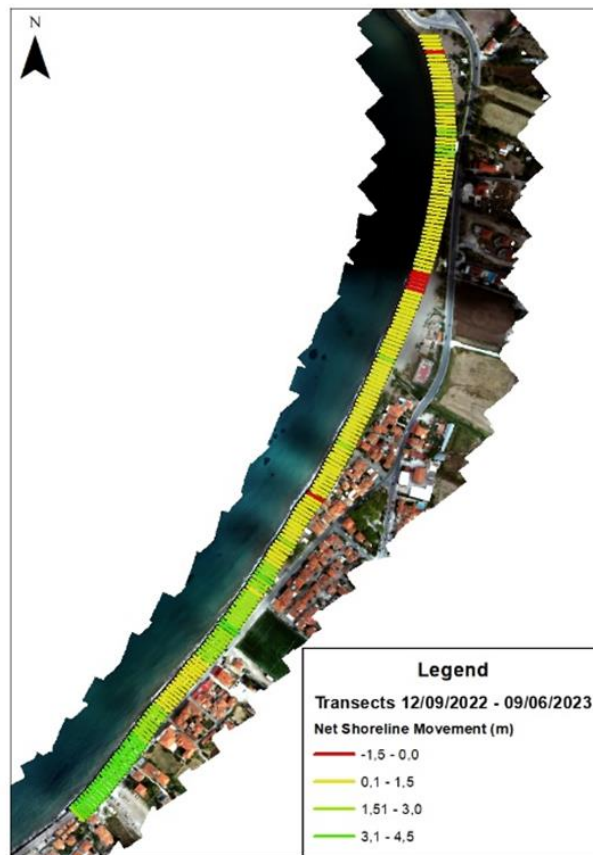 N
Legend
Transects 12/09/2022 - 09/06/2023
Net Shoreline Movement (m)
-1,5 - 0,0
0,1 - 1,5
1,51 - 3,0
3,1 - 4,5